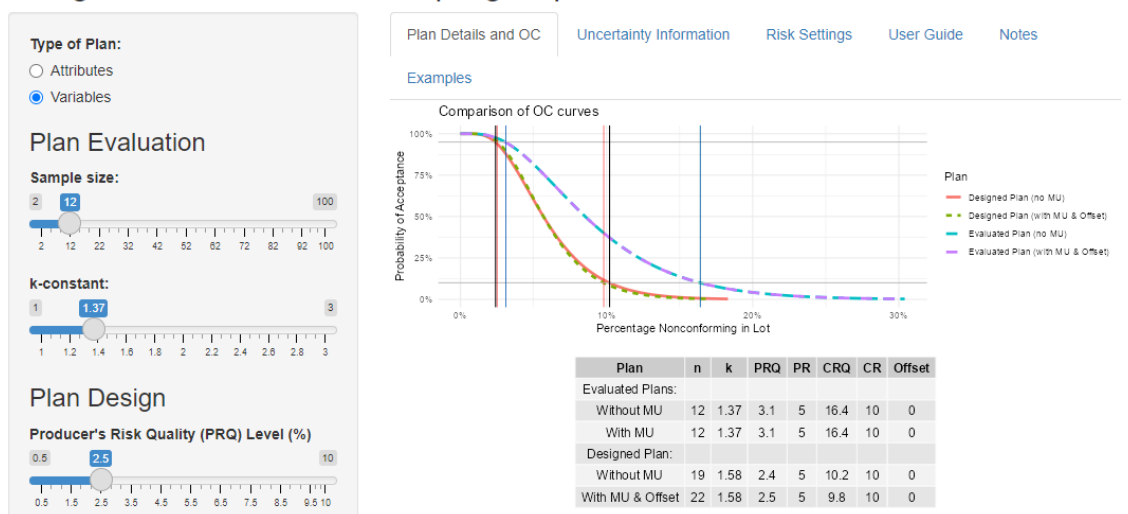 Type of Plan:
Attributes
Variables
Plan Evaluation
Sample size:
2 12 100
2 12 22 32 42 52 62 72 82 92 100
k-constant:
1 1.37 3
1 1.2 1.4 1.6 1.8 2 2.2 2.4 2.6 2.8 3
Plan Design
Producer's Risk Quality (PRQ) Level (%)
0.5 2.5 10
0.5 1.5 2.5 3.5 4.5 5.5 6.5 7.5 8.5 9.5 10
Plan Details and OC Uncertainty Information Risk Settings User Guide Notes
Examples
Comparison of OC curves
Probability of Acceptance
100%
75%
50%
25%
0%
0% 10% 20% 30%
Percentage Nonconforming in Lot
Plan
Designed Plan (no MU)
Designed Plan (with MU & Offset)
Evaluated Plan (no MU)
Evaluated Plan (with MU & Offset)
Plan n k PRQ PR CRQ CR Offset
Evaluated Plans:
Without MU 12 1.37 3.1 5 16.4 10 0
With MU 12 1.37 3.1 5 16.4 10 0
Designed Plan:
Without MU 19 1.58 2.4 5 10.2 10 0
With MU & Offset 22 1.58 2.5 5 9.8 10 0